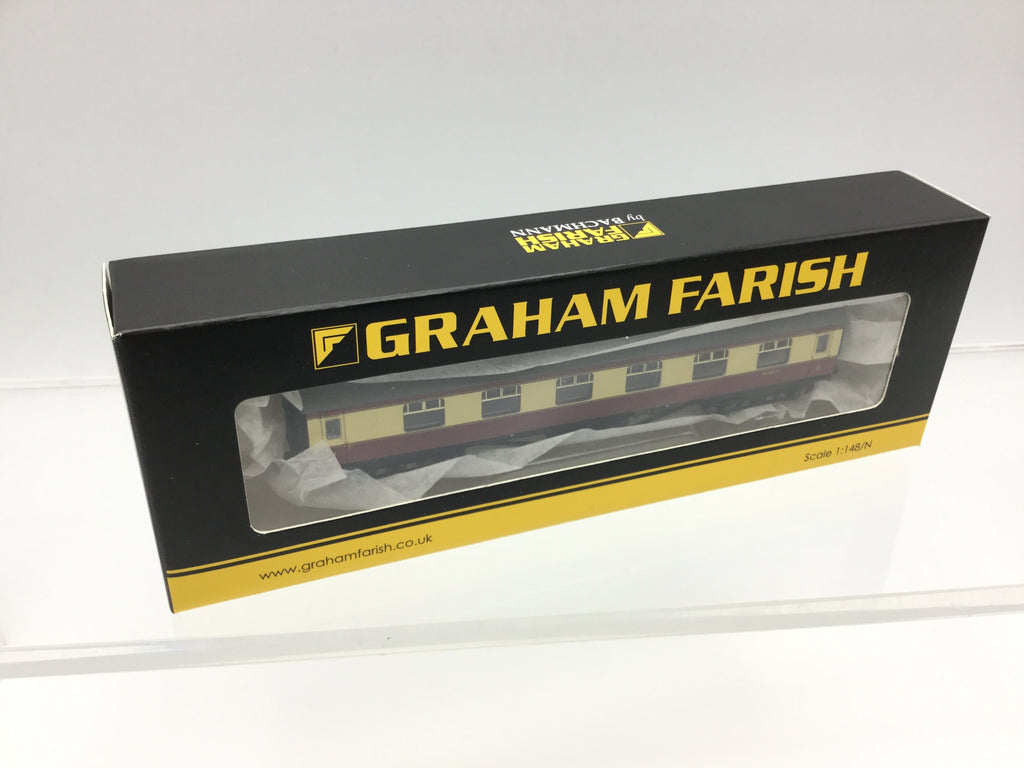 GRAHAM
FARISH
by BACHMANN
GRAHAM FARISH
Scale 1:148/N
www.grahamfarish.co.uk